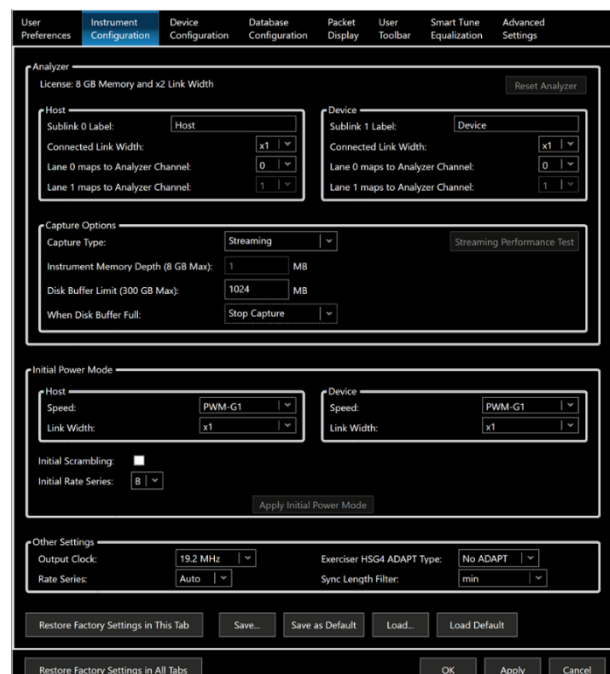 User Preferences Instrument Configuration Device Configuration Database Configuration Packet Display User Toolbar Smart Tune Equalization Advanced Settings
Analyzer
License: 8 GB Memory and x2 Link Width Reset Analyzer
Host Device
Sublink 0 Label: Host Sublink 1 Label: Device
Connected Link Width: x1 Connected Link Width: x1
Lane 0 maps to Analyzer Channel: 0 Lane 0 maps to Analyzer Channel: 0
Lane 1 maps to Analyzer Channel: 1 Lane 1 maps to Analyzer Channel: 1
Capture Options
Capture Type: Streaming Streaming Performance Test
Instrument Memory Depth (8 GB Max): 1 MB
Disk Buffer Limit (300 GB Max): 1024 MB
When Disk Buffer Full: Stop Capture
Initial Power Mode
Host Device
Speed: PWM-G1 Speed: PWM-G1
Link Width: x1 Link Width: x1
Initial Scrambling:
Initial Rate Series: B
Apply Initial Power Mode
Other Settings
Output Clock: 19.2 MHz Exerciser HSG4 ADAPT Type: No ADAPT
Rate Series: Auto Sync Length Filter: min
Restore Factory Settings in This Tab Save... Save as Default Load... Load Default
Restore Factory Settings in All Tabs OK Apply Cancel